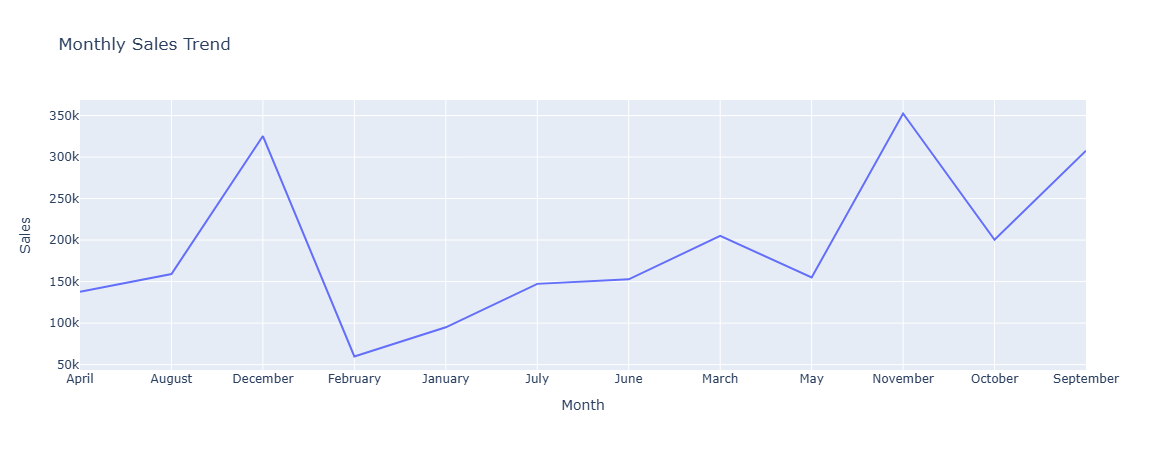 Monthly Sales Trend
350k
300k
250k
200k
150k
100k
50k
Sales
April August December February January July June March May November October September
Month